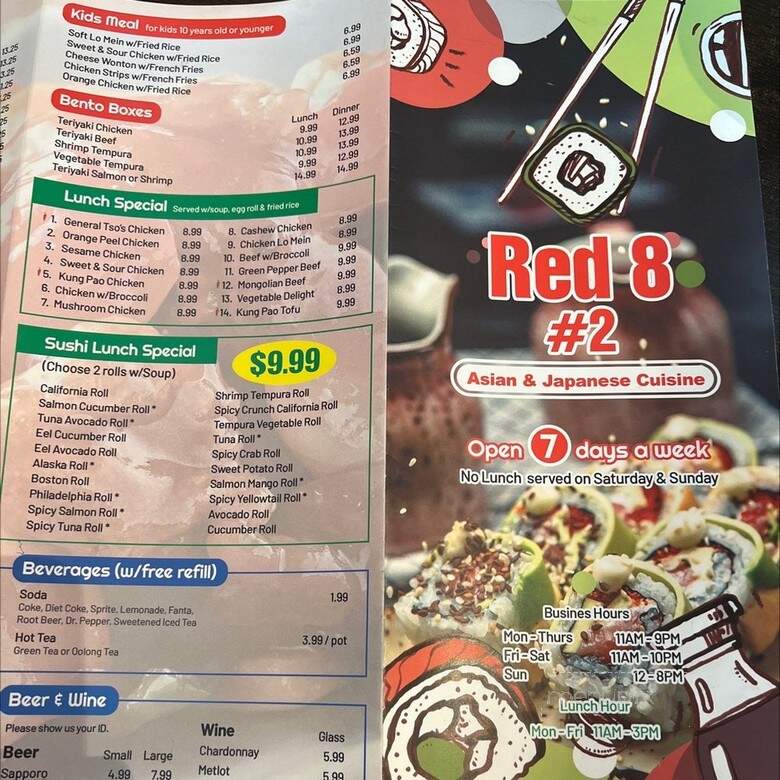 13.25
13.25
13.25
Kids Meal for kids 10 years old or younger
Soft Lo Mein w/Fried Rice 6.99
Sweet & Sour Chicken w/Fried Rice 6.99
Cheese Wonton w/French Fries 6.59
Chicken Strips w/French Fries 6.59
Orange Chicken w/Fried Rice 6.99
Bento Boxes
Lunch Dinner
Teriyaki Chicken 9.99 12.99
Teriyaki Beef 10.99 13.99
Shrimp Tempura 10.99 13.99
Vegetable Tempura 9.99 12.99
Teriyaki Salmon or Shrimp 14.99 14.99
Lunch Special Served w/soup, egg roll & fried rice
1. General Tso's Chicken 8.99
2. Orange Peel Chicken 8.99
3. Sesame Chicken 8.99
4. Sweet & Sour Chicken 8.99
5. Kung Pao Chicken 8.99
6. Chicken w/Broccoli 8.99
7. Mushroom Chicken 8.99
8. Cashew Chicken 8.99
9. Chicken Lo Mein 8.99
10. Beef w/Broccoli 9.99
11. Green Pepper Beef 9.99
12. Mongolian Beef 9.99
13. Vegetable Delight 8.99
14. Kung Pao Tofu 9.99
Sushi Lunch Special
(Choose 2 rolls w/Soup)
$9.99
California Roll
Salmon Cucumber Roll *
Tuna Avocado Roll *
Eel Cucumber Roll
Eel Avocado Roll
Alaska Roll *
Boston Roll
Philadelphia Roll *
Spicy Salmon Roll *
Spicy Tuna Roll *
Shrimp Tempura Roll
Spicy Crunch California Roll
Tempura Vegetable Roll
Tuna Roll *
Spicy Crab Roll
Sweet Potato Roll
Salmon Mango Roll *
Spicy Yellowtail Roll *
Avocado Roll
Cucumber Roll
Beverages (w/free refill)
Soda 1.99
Coke, Diet Coke, Sprite, Lemonade, Fanta,
Root Beer, Dr. Pepper, Sweetened Iced Tea
Hot Tea 3.99 / pot
Green Tea or Oolong Tea
Beer & Wine
Please show us your ID.
Beer Small Large
Sapporo 4.99 7.99
Wine Glass
Chardonnay 5.99
Metlot 5.99
Red 8
#2
Asian & Japanese Cuisine
Open 7 days a week
No Lunch served on Saturday & Sunday
Busines Hours
Mon - Thurs 11AM - 9PM
Fri - Sat 11AM - 10PM
Sun 12 - 8PM
Lunch Hour
Mon - Fri 11AM - 3PM